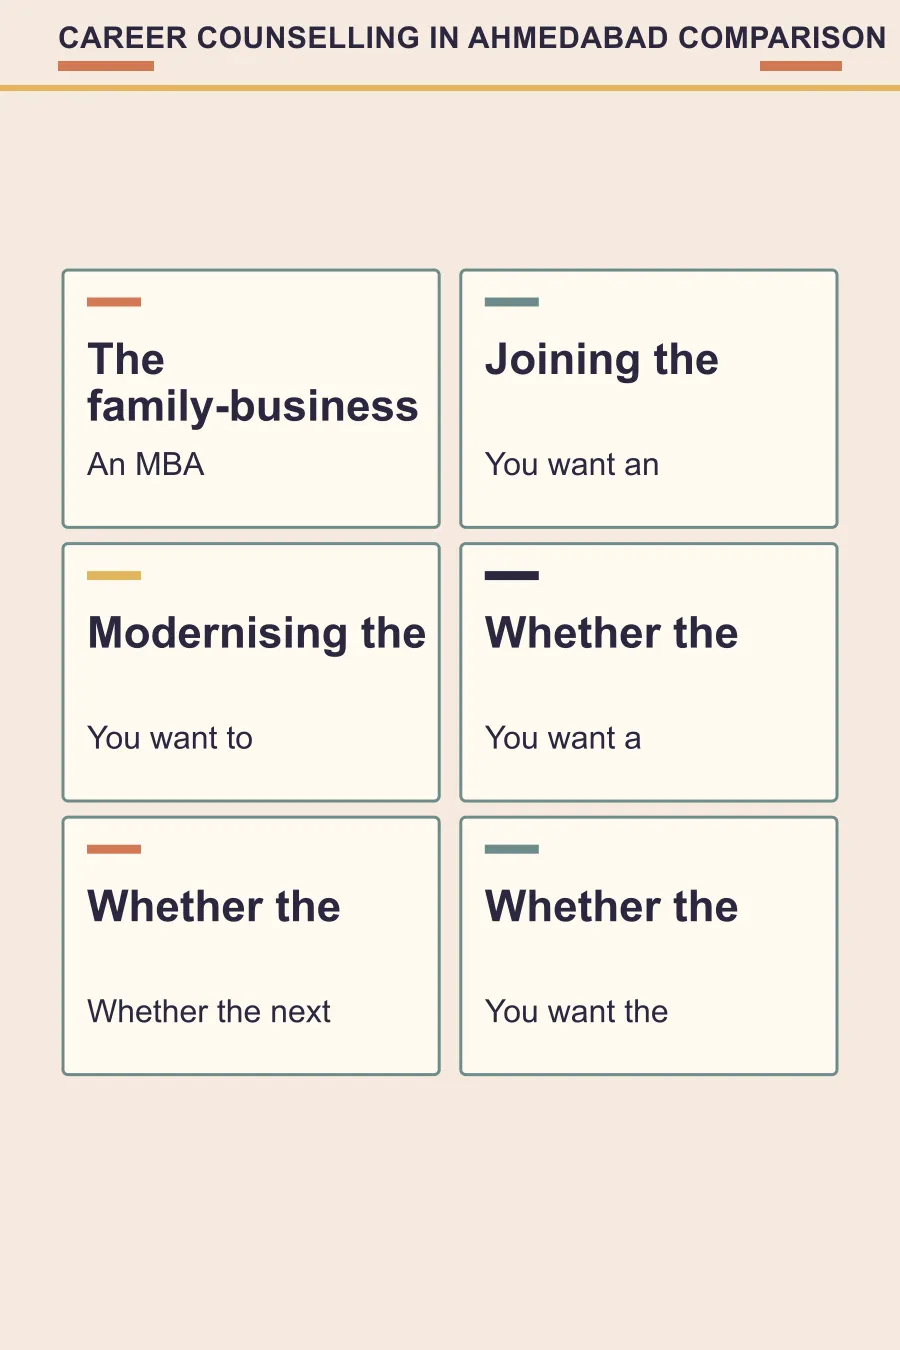 CAREER COUNSELLING IN AHMEDABAD COMPARISON
The
family-business
An MBA
Joining the
You want an
Modernising the
You want to
Whether the
You want a
Whether the
Whether the next
Whether the
You want the